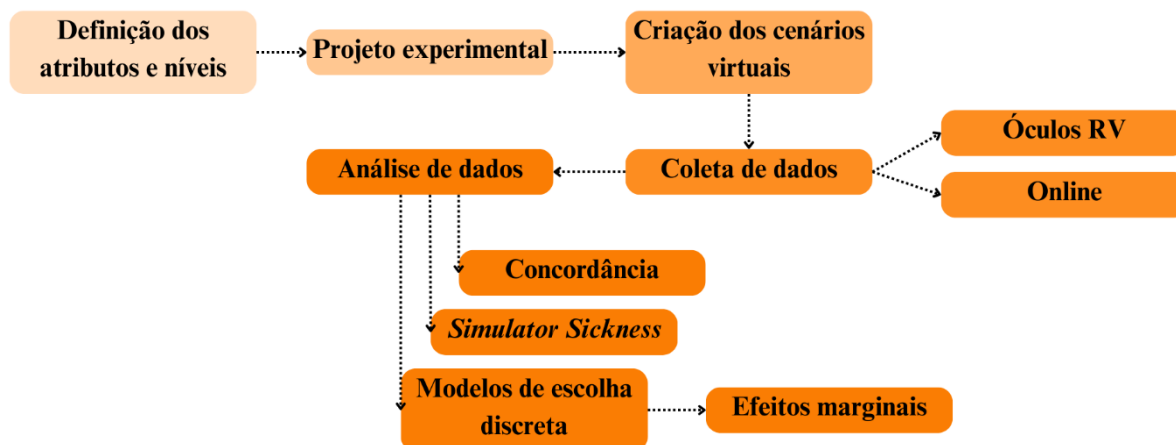 Definição dos
atributos e níveis
Projeto experimental
Criação dos cenários
virtuais
Óculos RV
Análise de dados
Coleta de dados
Online
Concordância
Simulator Sickness
Modelos de escolha
discreta
Efeitos marginais